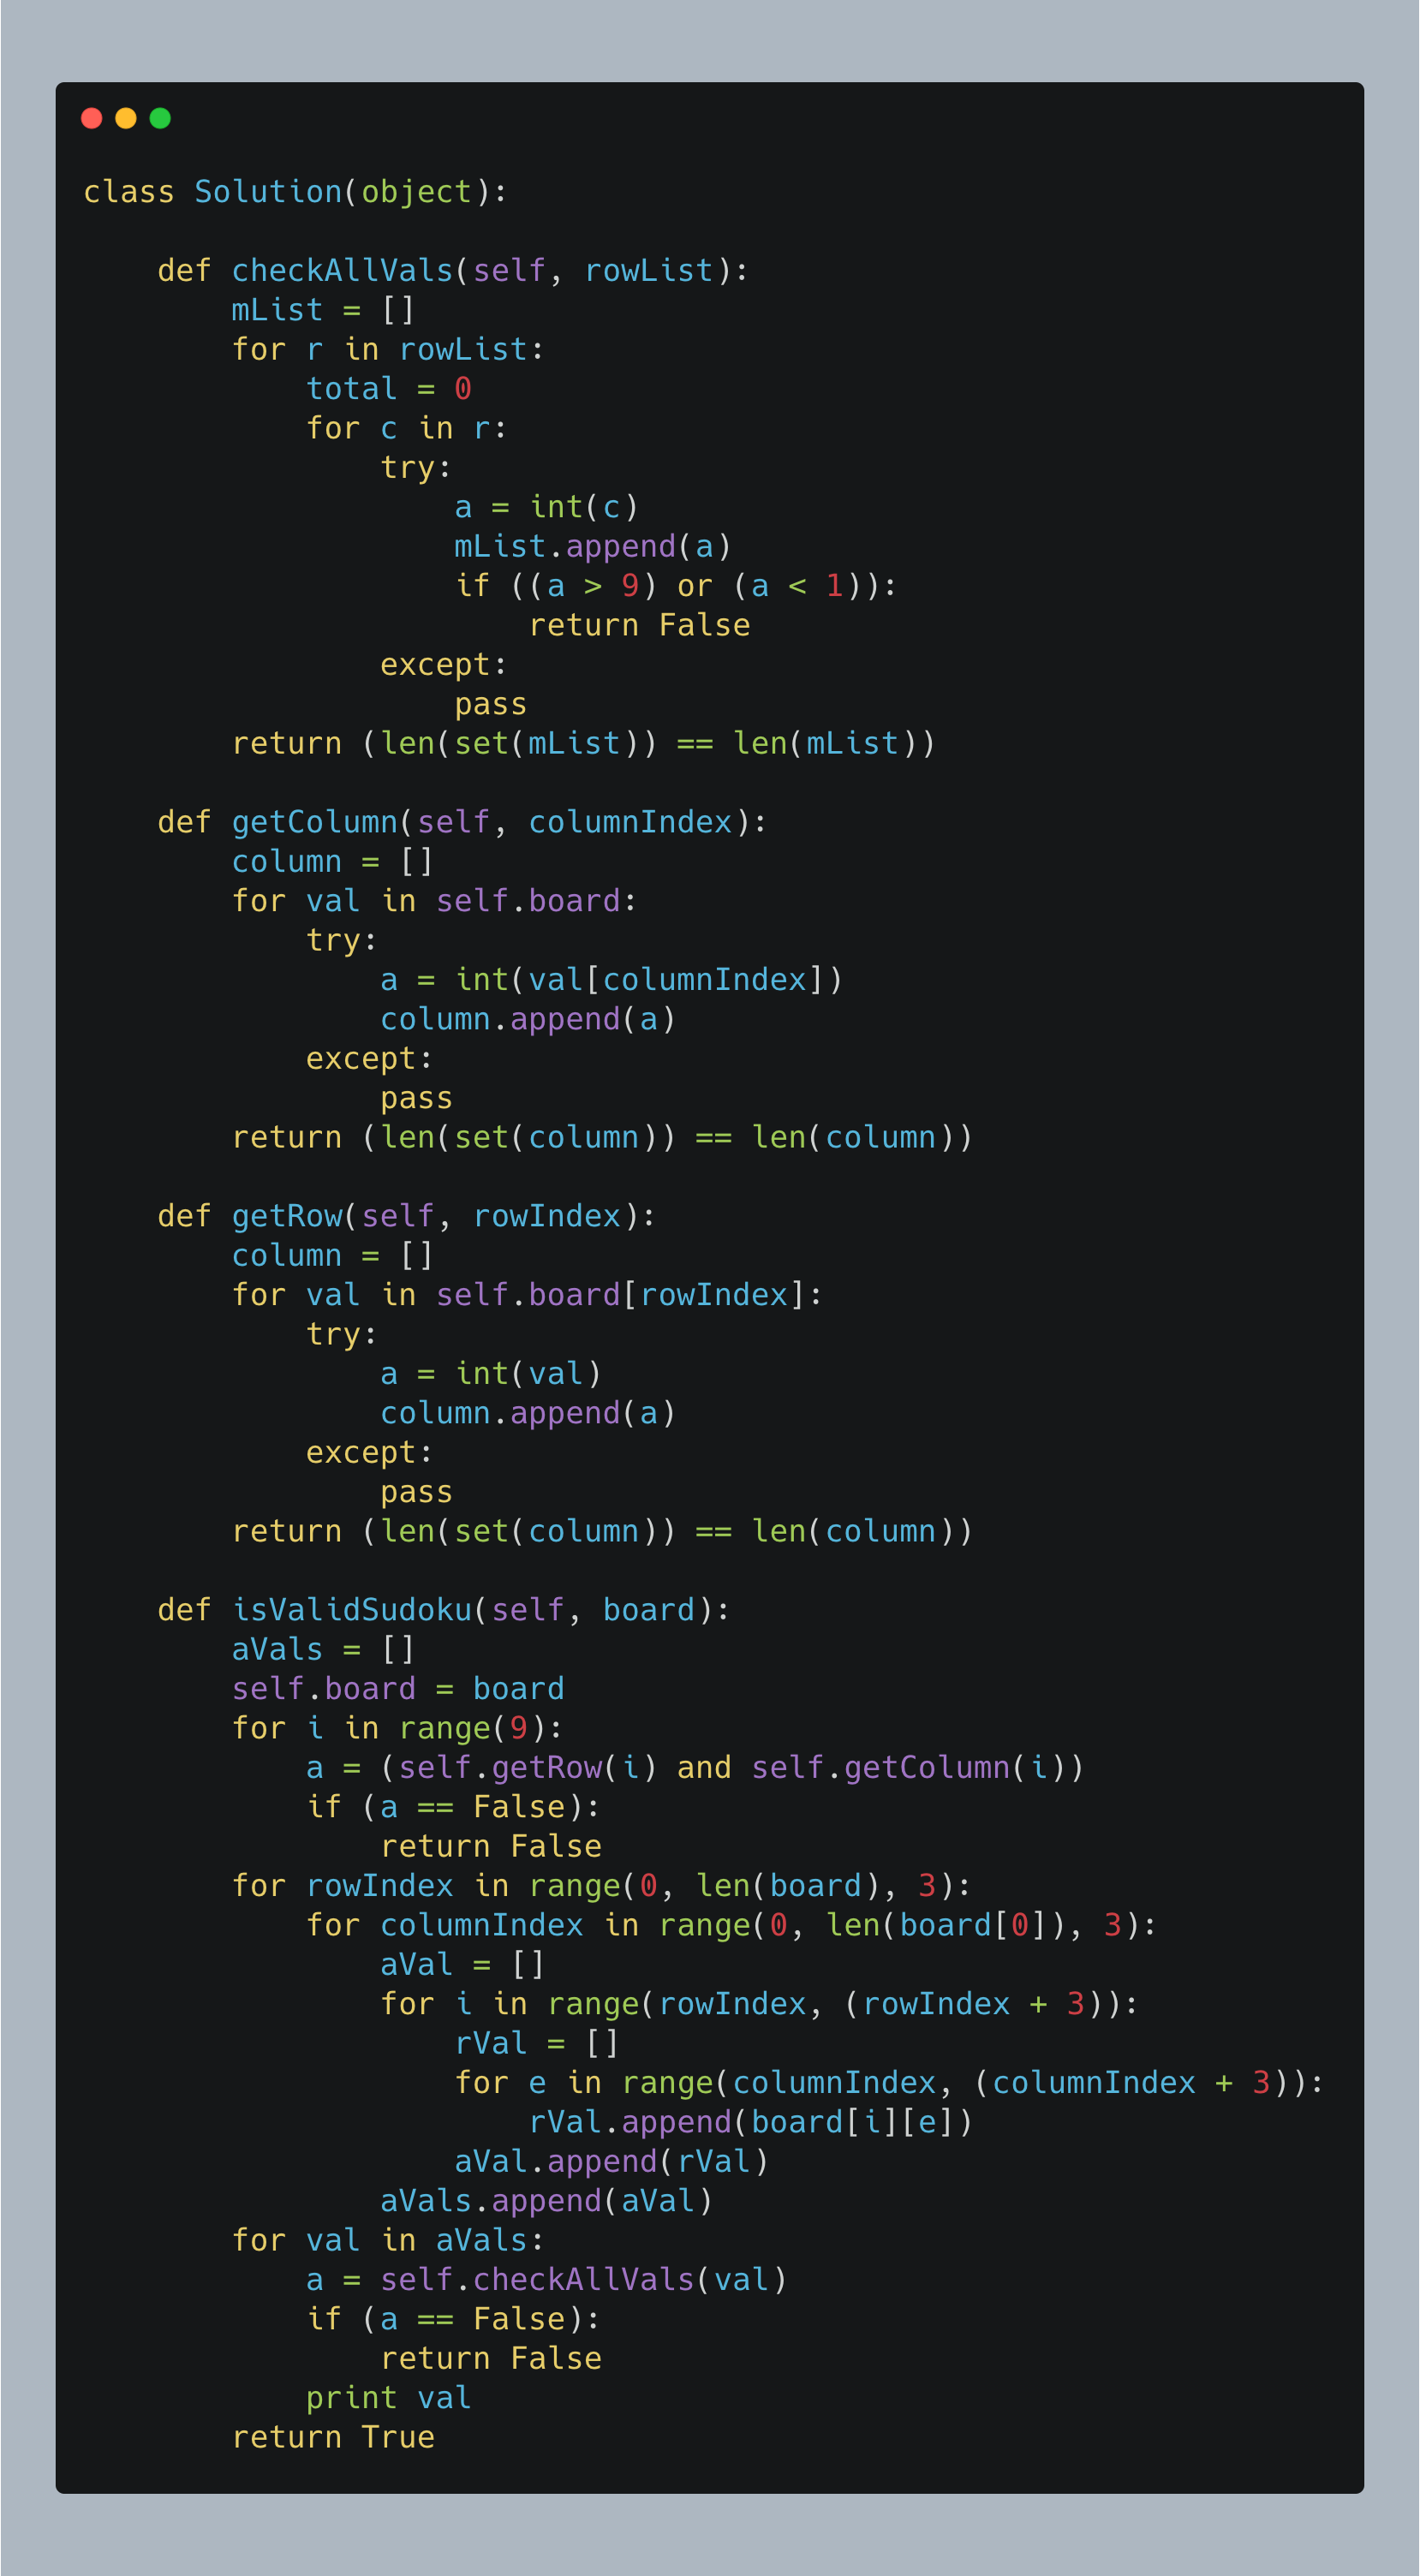 class Solution(object):

    def checkAllVals(self, rowList):
        mList = []
        for r in rowList:
            total = 0
            for c in r:
                try:
                    a = int(c)
                    mList.append(a)
                    if ((a > 9) or (a < 1)):
                        return False
                except:
                    pass
        return (len(set(mList)) == len(mList))

    def getColumn(self, columnIndex):
        column = []
        for val in self.board:
            try:
                a = int(val[columnIndex])
                column.append(a)
            except:
                pass
        return (len(set(column)) == len(column))

    def getRow(self, rowIndex):
        column = []
        for val in self.board[rowIndex]:
            try:
                a = int(val)
                column.append(a)
            except:
                pass
        return (len(set(column)) == len(column))

    def isValidSudoku(self, board):
        aVals = []
        self.board = board
        for i in range(9):
            a = (self.getRow(i) and self.getColumn(i))
            if (a == False):
                return False
        for rowIndex in range(0, len(board), 3):
            for columnIndex in range(0, len(board[0]), 3):
                aVal = []
                for i in range(rowIndex, (rowIndex + 3)):
                    rVal = []
                    for e in range(columnIndex, (columnIndex + 3)):
                        rVal.append(board[i][e])
                    aVal.append(rVal)
                aVals.append(aVal)
        for val in aVals:
            a = self.checkAllVals(val)
            if (a == False):
                return False
            print val
        return True